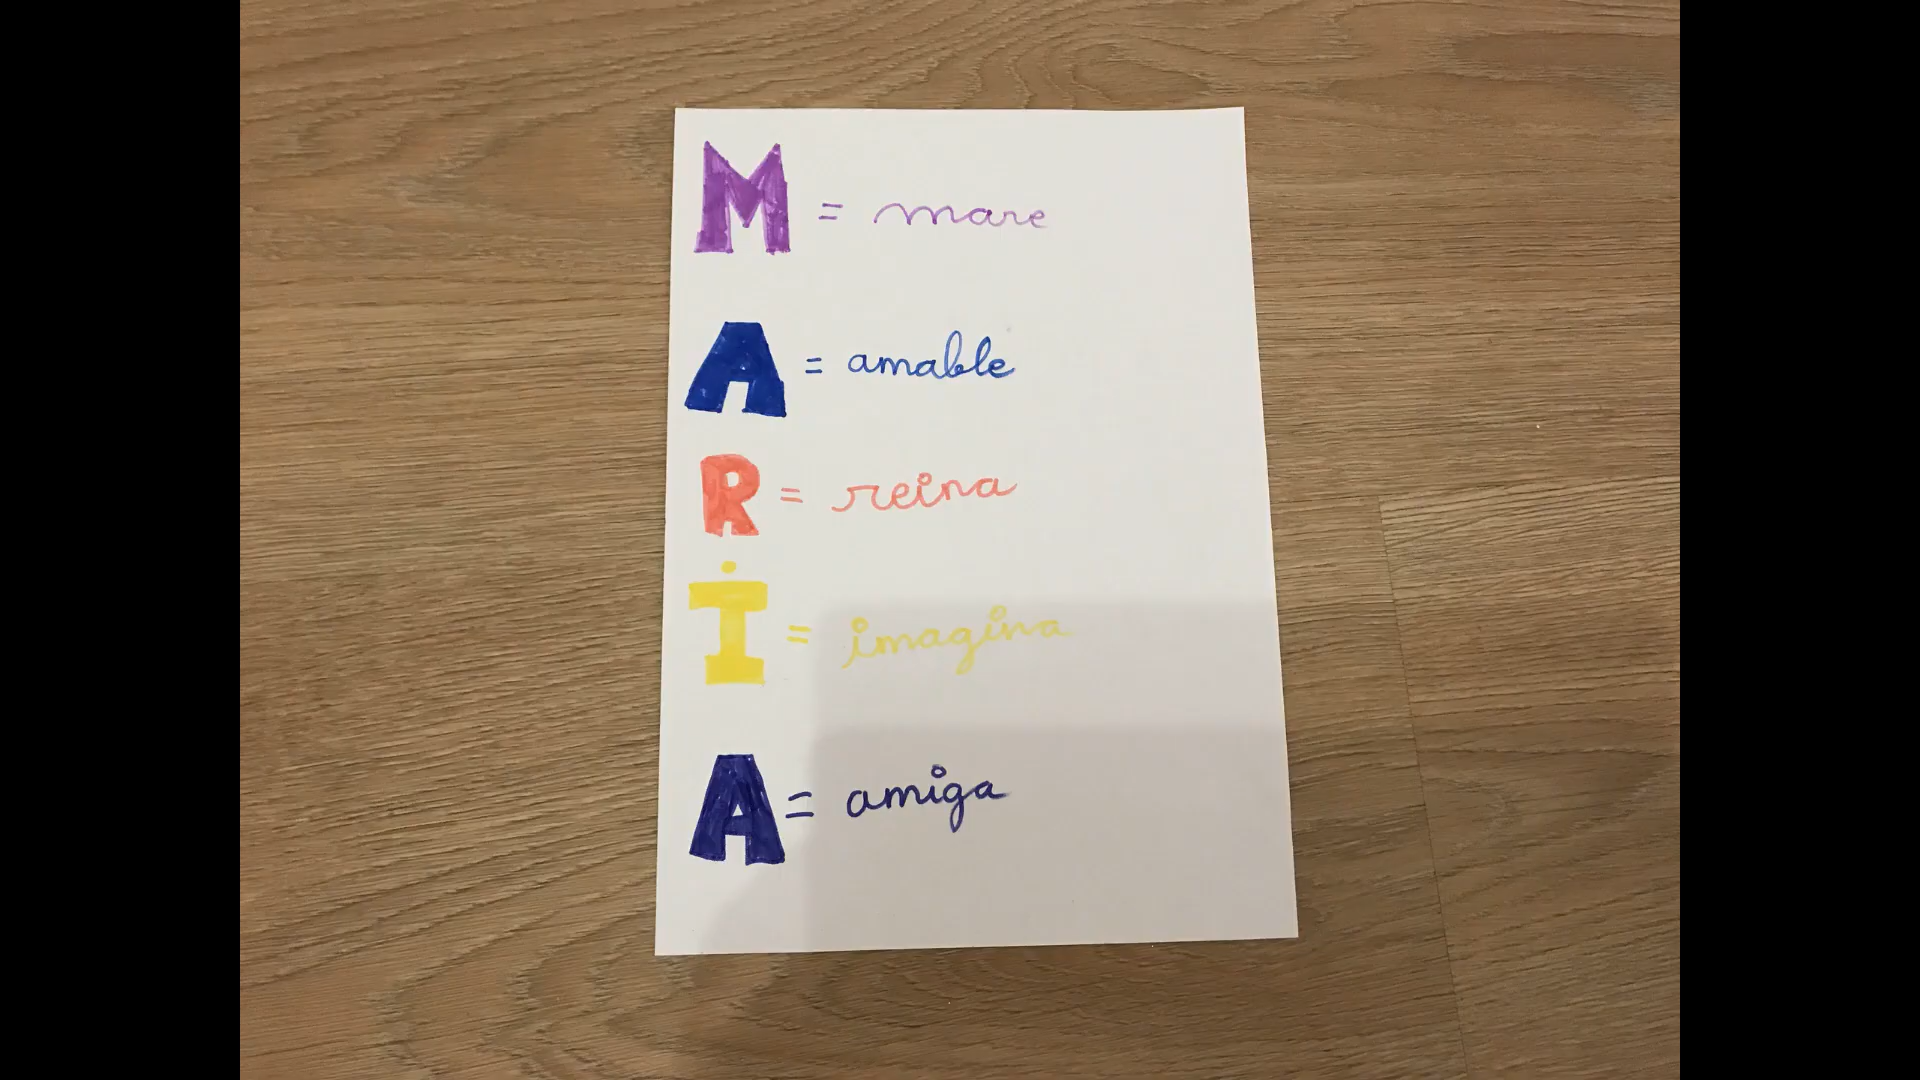 M = mare
A = amable
R = reina
I = imagina
A = amiga